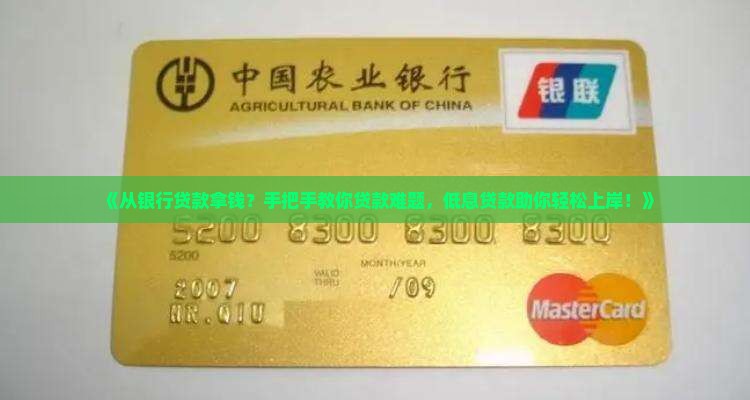 中国农业银行
AGRICULTURAL BANK OF CHINA
银联
《从银行贷款拿钱？手把手教你贷款难题，低息贷款助你轻松上岸！》
5200 8300 8300 8300
5200
MONTH/YEAR
VALID
THRU
2007 /09
MR.QIU
MasterCard